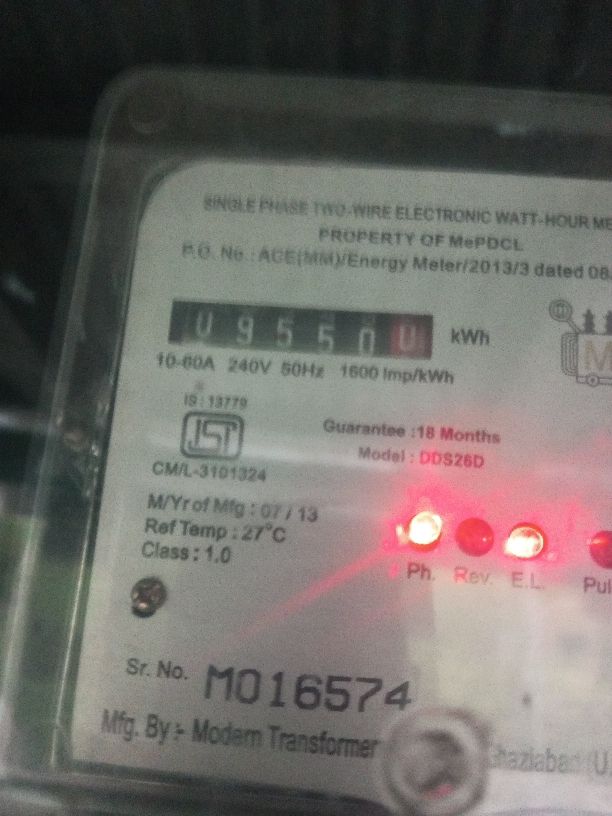 SINGLE PHASE TWO-WIRE ELECTRONIC WATT-HOUR ME
PROPERTY OF MePDCL
P.O. No.: ACE(MM)/Energy Meter/2013/3 dated 08.
095500 kWh
10-60A 240V 50Hz 1600 Imp/kWh
IS : 13779
ISI
CM/L-3101324
Guarantee :18 Months
Model : DDS26D
M/Yr of Mfg : 07 / 13
Ref Temp : 27°C
Class : 1.0
Ph. Rev. E.L. Pul
Sr. No. M016574
Mfg. By :- Modern Transformer Ghaziabad (U.
M